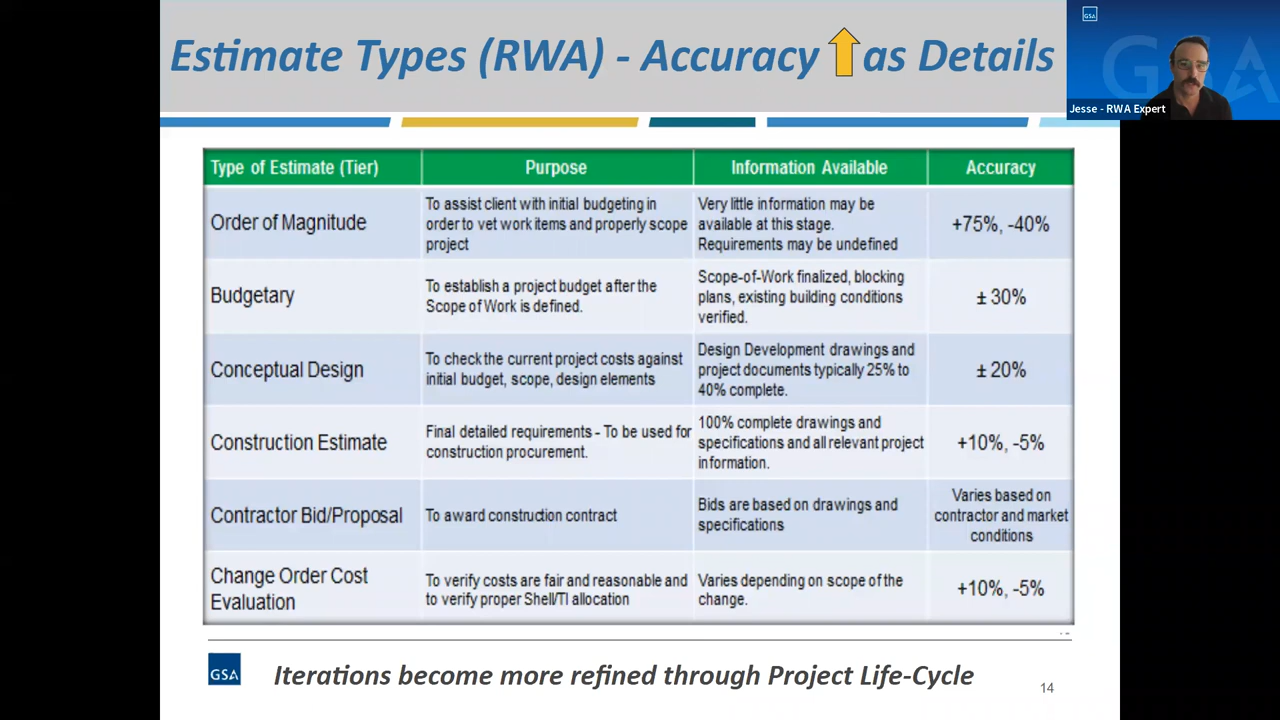 Estimate Types (RWA) - Accuracy as Details
GSA
GSA
Jesse - RWA Expert
Type of Estimate (Tier)
Purpose
Information Available
Accuracy
Order of Magnitude
To assist client with initial budgeting in
order to vet work items and properly scope
project
Very little information may be
available at this stage.
Requirements may be undefined
+75%, -40%
Budgetary
To establish a project budget after the
Scope of Work is defined.
Scope-of-Work finalized, blocking
plans, existing building conditions
verified.
± 30%
Conceptual Design
To check the current project costs against
initial budget, scope, design elements
Design Development drawings and
project documents typically 25% to
40% complete.
± 20%
Construction Estimate
Final detailed requirements - To be used for
construction procurement.
100% complete drawings and
specifications and all relevant project
information.
+10%, -5%
Contractor Bid/Proposal
To award construction contract
Bids are based on drawings and
specifications
Varies based on
contractor and market
conditions
Change Order Cost
Evaluation
To verify costs are fair and reasonable and
to verify proper Shell/TI allocation
Varies depending on scope of the
change.
+10%, -5%
GSA
Iterations become more refined through Project Life-Cycle
14